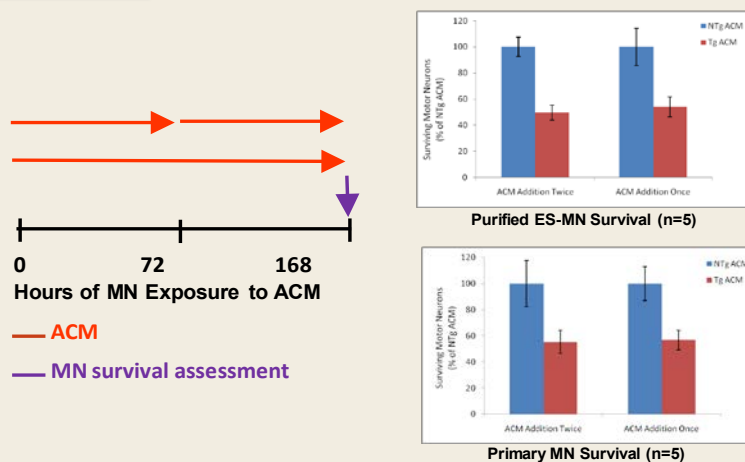 0 72 168
Hours of MN Exposure to ACM
ACM
MN survival assessment
120
100
80
60
40
20
0
Surviving Motor Neurons
(% of NTg ACM)
NTg ACM
Tg ACM
ACM Addition Twice ACM Addition Once
Purified ES-MN Survival (n=5)
120
100
80
60
40
20
0
Surviving Motor Neurons
(% of NTg ACM)
NTg ACM
Tg ACM
ACM Addition Twice ACM Addition Once
Primary MN Survival (n=5)